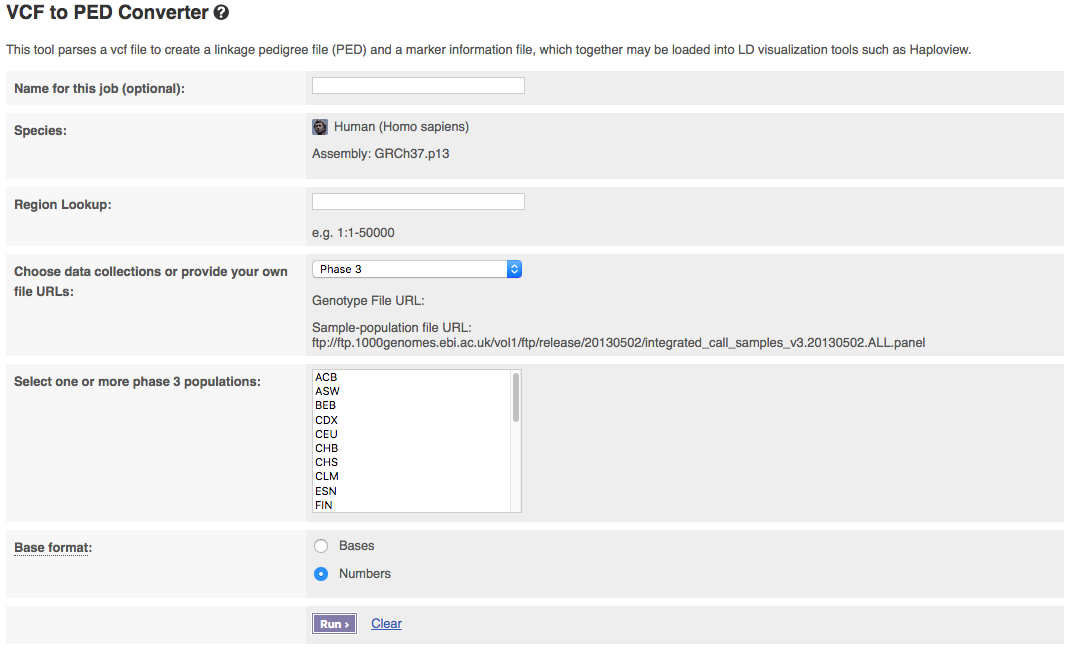 VCF to PED Converter ?
This tool parses a vcf file to create a linkage pedigree file (PED) and a marker information file, which together may be loaded into LD visualization tools such as Haploview.
Name for this job (optional):
Species:
Human (Homo sapiens)
Assembly: GRCh37.p13
Region Lookup:
e.g. 1:1-50000
Choose data collections or provide your own
file URLs:
Phase 3
Genotype File URL:
Sample-population file URL:
ftp://ftp.1000genomes.ebi.ac.uk/vol1/ftp/release/20130502/integrated_call_samples_v3.20130502.ALL.panel
Select one or more phase 3 populations:
ACB
ASW
BEB
CDX
CEU
CHB
CHS
CLM
ESN
FIN
Base format:
Bases
Numbers
Run ›
Clear